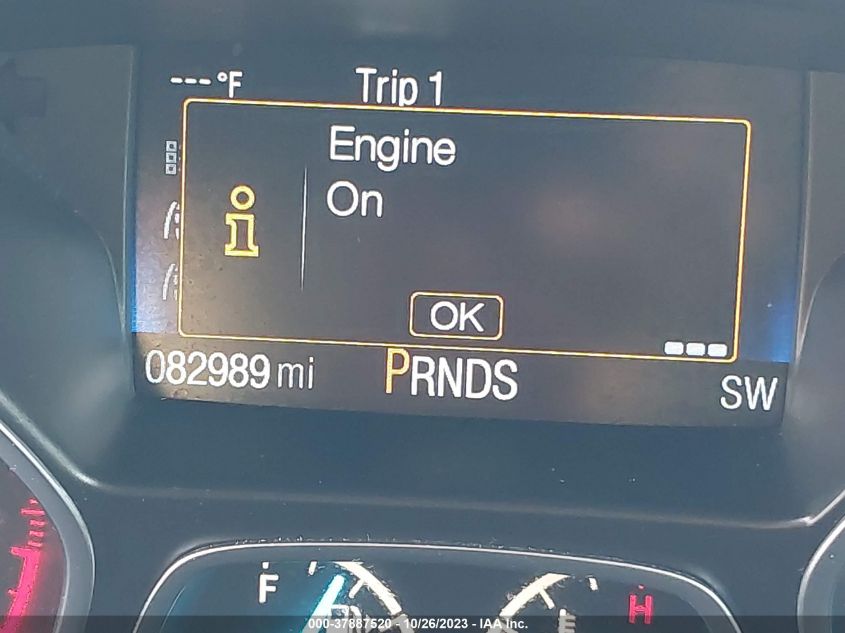 ---°F Trip 1
Engine
On
OK
082989 mi PRNDS SW
F H
E
000-37887520 - 10/26/2023 - IAA Inc.